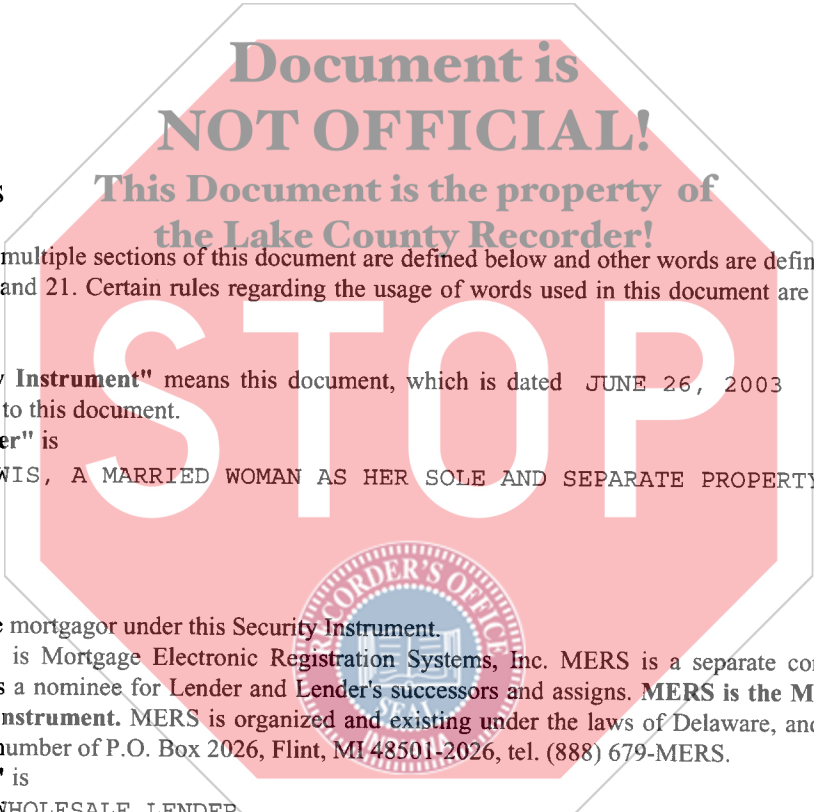 Document is
NOT OFFICIAL!
This Document is the property of
the Lake County Recorder!
multiple sections of this document are defined below and other words are defin
and 21. Certain rules regarding the usage of words used in this document are
STOP
Instrument" means this document, which is dated JUNE 26, 2003
to this document.
er" is
WIS, A MARRIED WOMAN AS HER SOLE AND SEPARATE PROPERTY
RECORDER'S OFFICE
mortgagor under this Security Instrument.
is Mortgage Electronic Registration Systems, Inc. MERS is a separate cor
s a nominee for Lender and Lender's successors and assigns. MERS is the M
nstrument. MERS is organized and existing under the laws of Delaware, and
SEAL
number of P.O. Box 2026, Flint, MI 48501-2026, tel. (888) 679-MERS.
INDIANA
" is
WHOLESALE LENDER